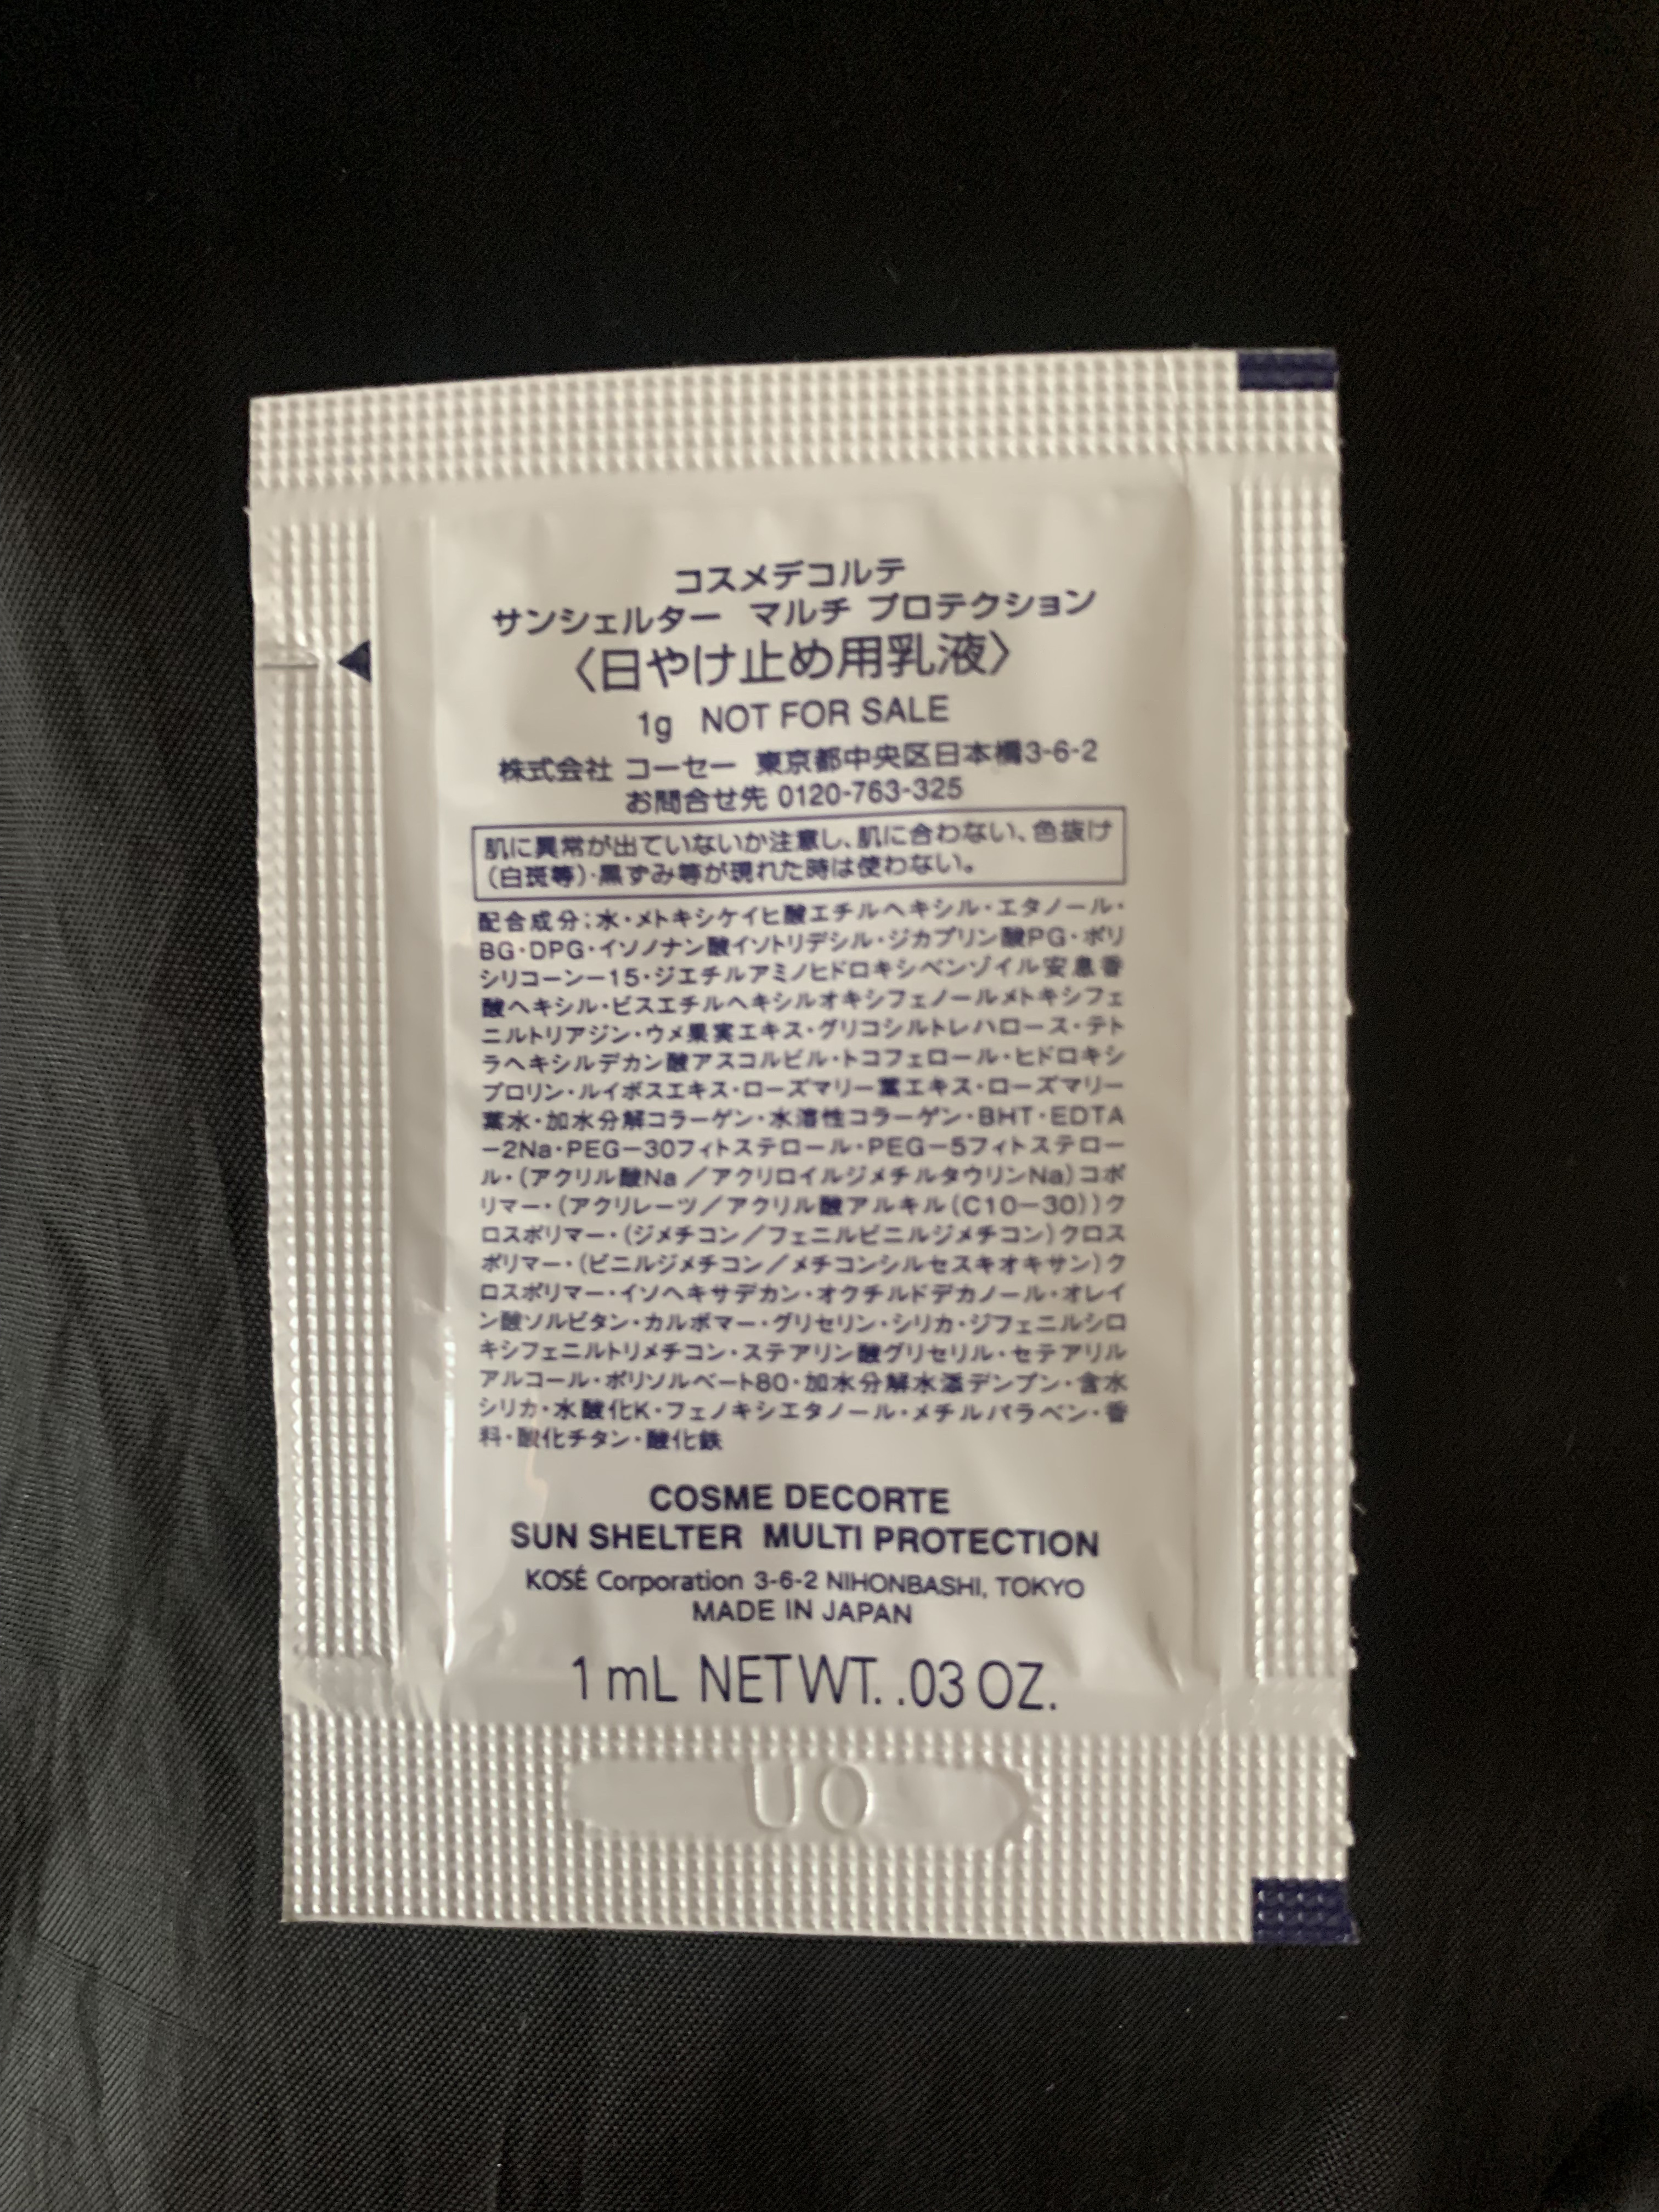 コスメデコルテ
サンシェルター マルチ プロテクション
〈日やけ止め用乳液〉
1g NOT FOR SALE
株式会社 コーセー 東京都中央区日本橋3-6-2
お問合せ先 0120-763-325
肌に異常が出ていないか注意し、肌に合わない、色抜け
(白斑等)・黒ずみ等が現れた時は使わない。
配合成分:水・メトキシケイヒ酸エチルヘキシル・エタノール・
BG・DPG・イソノナン酸イソトリデシル・ジカプリン酸PG・ポリ
シリコーン−15・ジエチルアミノヒドロキシベンゾイル安息香
酸ヘキシル・ビスエチルヘキシルオキシフェノールメトキシフェ
ニルトリアジン・ウメ果実エキス・グリコシルトレハロース・テト
ラヘキシルデカン酸アスコルビル・トコフェロール・ヒドロキシ
プロリン・ルイボスエキス・ローズマリー葉エキス・ローズマリー
葉水・加水分解コラーゲン・水溶性コラーゲン・BHT・EDTA
−2Na・PEG−30フィトステロール・PEG−5フィトステロー
ル・(アクリル酸Na/アクリロイルジメチルタウリンNa)コポ
リマー・(アクリレーツ/アクリル酸アルキル(C10−30))ク
ロスポリマー・(ジメチコン/フェニルビニルジメチコン)クロス
ポリマー・(ビニルジメチコン/メチコンシルセスキオキサン)ク
ロスポリマー・イソヘキサデカン・オクチルドデカノール・オレイ
ン酸ソルビタン・カルボマー・グリセリン・シリカ・ジフェニルシロ
キシフェニルトリメチコン・ステアリン酸グリセリル・セテアリル
アルコール・ポリソルベート80・加水分解水添デンプン・含水
シリカ・水酸化K・フェノキシエタノール・メチルパラベン・香
料・酸化チタン・酸化鉄
COSME DECORTE
SUN SHELTER MULTI PROTECTION
KOSÉ Corporation 3-6-2 NIHONBASHI, TOKYO
MADE IN JAPAN
1 mL NET WT. .03 OZ.
UO